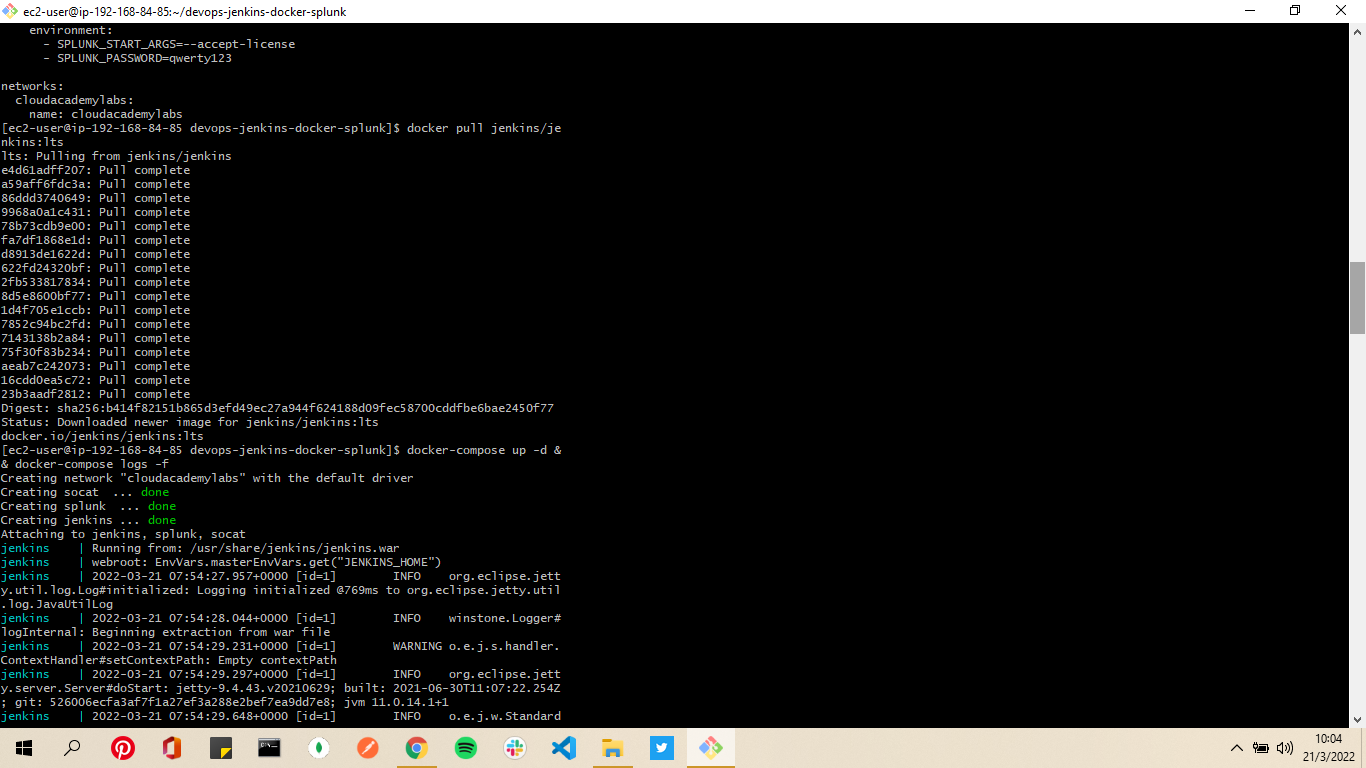 ec2-user@ip-192-168-84-85:~/devops-jenkins-docker-splunk
environment:
- SPLUNK_START_ARGS=--accept-license
- SPLUNK_PASSWORD=qwerty123
networks:
cloudacademylabs:
name: cloudacademylabs
[ec2-user@ip-192-168-84-85 devops-jenkins-docker-splunk]$ docker pull jenkins/je
nkins:lts
lts: Pulling from jenkins/jenkins
e4d61adff207: Pull complete
a59aff6fdc3a: Pull complete
86ddd3740649: Pull complete
9968a0a1c431: Pull complete
78b73cdb9e00: Pull complete
fa7df1868e1d: Pull complete
d8913de1622d: Pull complete
622fd24320bf: Pull complete
2fb533817834: Pull complete
8d5e8600bf77: Pull complete
1d4f705e1ccb: Pull complete
7852c94bc2fd: Pull complete
7143138b2a84: Pull complete
75f30f83b234: Pull complete
aeab7c242073: Pull complete
16cdd0ea5c72: Pull complete
23b3aadf2812: Pull complete
Digest: sha256:b414f82151b865d3efd49ec27a944f624188d09fec58700cddfbe6bae2450f77
Status: Downloaded newer image for jenkins/jenkins:lts
docker.io/jenkins/jenkins:lts
[ec2-user@ip-192-168-84-85 devops-jenkins-docker-splunk]$ docker-compose up -d &
& docker-compose logs -f
Creating network "cloudacademylabs" with the default driver
Creating socat  ... done
Creating splunk  ... done
Creating jenkins ... done
Attaching to jenkins, splunk, socat
jenkins    | Running from: /usr/share/jenkins/jenkins.war
jenkins    | webroot: EnvVars.masterEnvVars.get("JENKINS_HOME")
jenkins    | 2022-03-21 07:54:27.957+0000 [id=1]        INFO    org.eclipse.jett
y.util.log.Log#initialized: Logging initialized @769ms to org.eclipse.jetty.util
.log.JavaUtilLog
jenkins    | 2022-03-21 07:54:28.044+0000 [id=1]        INFO    winstone.Logger#
logInternal: Beginning extraction from war file
jenkins    | 2022-03-21 07:54:29.231+0000 [id=1]        WARNING o.e.j.s.handler.
ContextHandler#setContextPath: Empty contextPath
jenkins    | 2022-03-21 07:54:29.297+0000 [id=1]        INFO    org.eclipse.jett
y.server.Server#doStart: jetty-9.4.43.v20210629; built: 2021-06-30T11:07:22.254Z
; git: 526006ecfa3af7f1a27ef3a288e2bef7ea9dd7e8; jvm 11.0.14.1+1
jenkins    | 2022-03-21 07:54:29.648+0000 [id=1]        INFO    o.e.j.w.Standard
10:04
21/3/2022